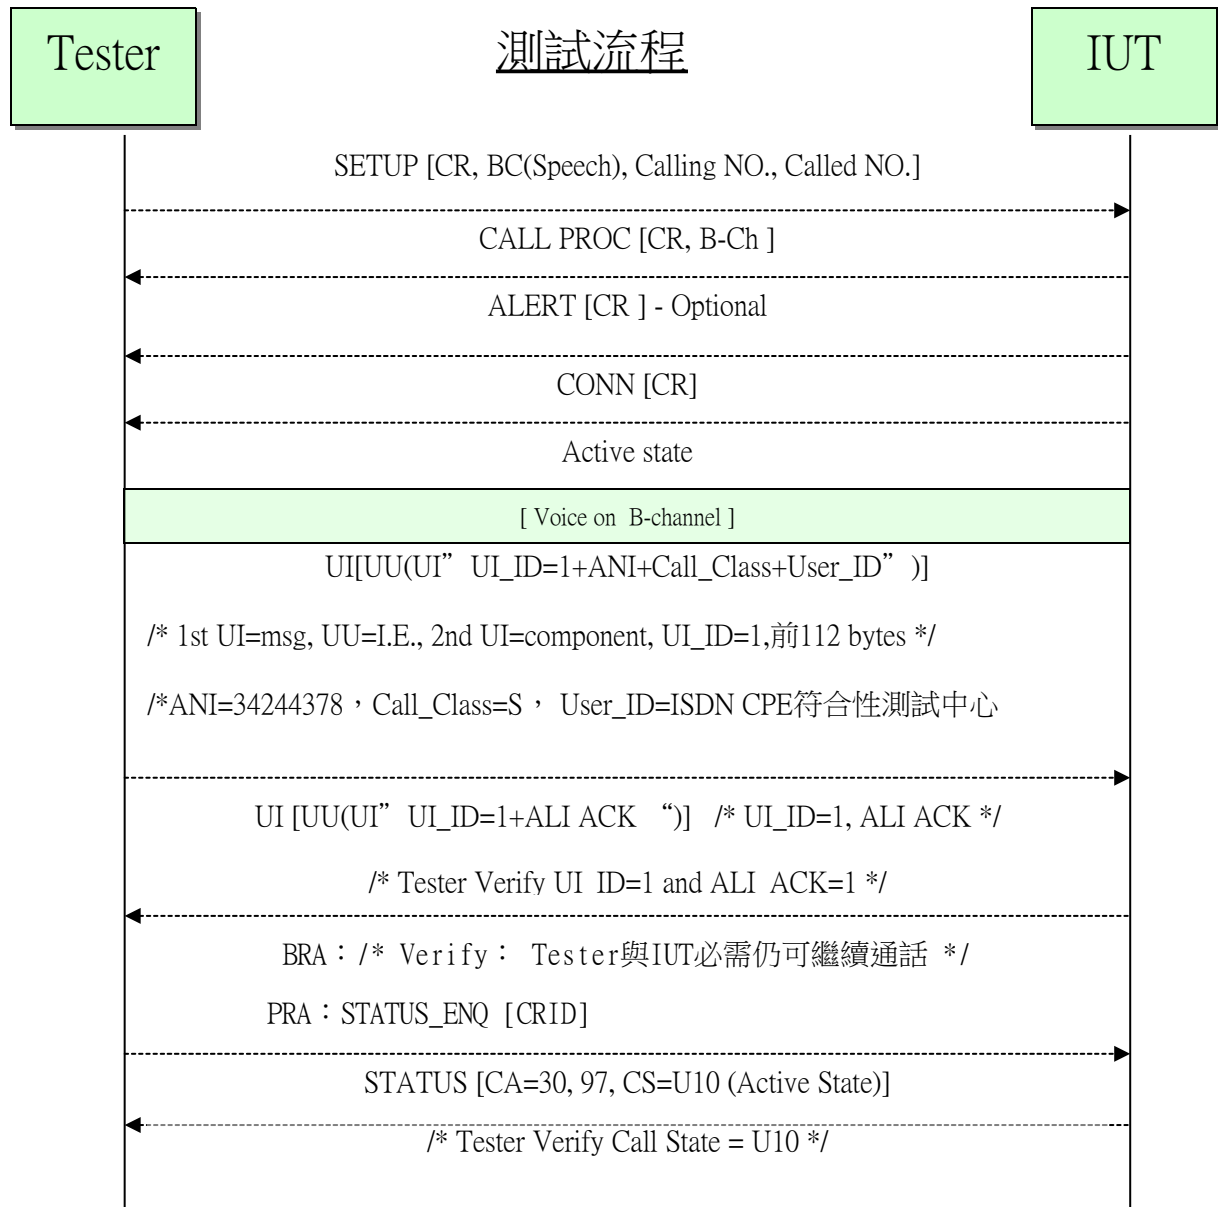 Tester
測試流程
IUT
SETUP [CR, BC(Speech), Calling NO., Called NO.]
CALL PROC [CR, B-Ch ]
ALERT [CR ] - Optional
CONN [CR]
Active state
[ Voice on B-channel ]
UI[UU(UI” UI_ID=1+ANI+Call_Class+User_ID” )]
/* 1st UI=msg, UU=I.E., 2nd UI=component, UI_ID=1,前112 bytes */
/*ANI=34244378，Call_Class=S， User_ID=ISDN CPE符合性測試中心
UI [UU(UI” UI_ID=1+ALI ACK “)] /* UI_ID=1, ALI ACK */
/* Tester Verify UI ID=1 and ALI ACK=1 */
BRA：/* Verify： Tester與IUT必需仍可繼續通話 */
PRA：STATUS_ENQ [CRID]
STATUS [CA=30, 97, CS=U10 (Active State)]
/* Tester Verify Call State = U10 */